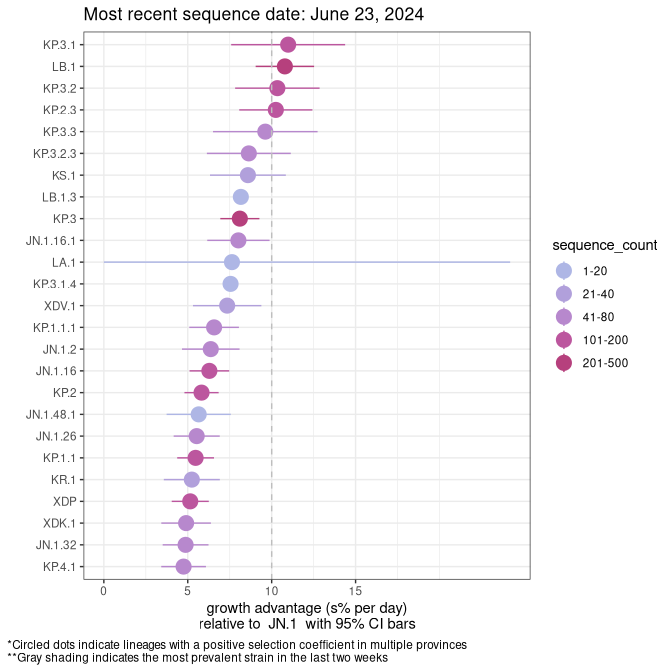 Most recent sequence date: June 23, 2024
KP.3.1
LB.1
KP.3.2
KP.2.3
KP.3.3
KP.3.2.3
KS.1
LB.1.3
KP.3
JN.1.16.1
LA.1
KP.3.1.4
XDV.1
KP.1.1.1
JN.1.2
JN.1.16
KP.2
JN.1.48.1
JN.1.26
KP.1.1
KR.1
XDP
XDK.1
JN.1.32
KP.4.1
0 5 10 15
growth advantage (s% per day)
relative to JN.1 with 95% CI bars
sequence_count
1-20
21-40
41-80
101-200
201-500
*Circled dots indicate lineages with a positive selection coefficient in multiple provinces
**Gray shading indicates the most prevalent strain in the last two weeks